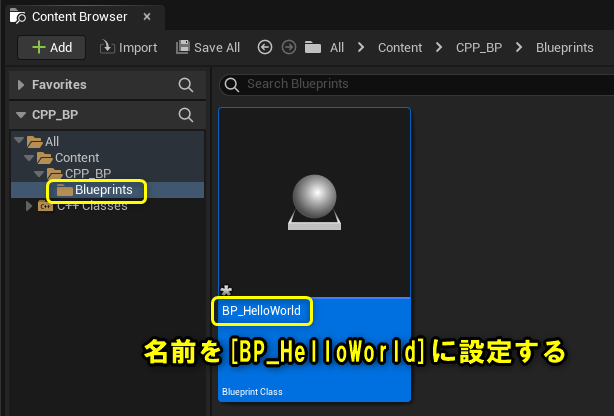 Content Browser
Add
Import
Save All
All
Content
CPP_BP
Blueprints
Favorites
Search Blueprints
CPP_BP
All
Content
CPP_BP
Blueprints
C++ Classes
BP_HelloWorld
名前を[BP_HelloWorld]に設定する
Blueprint Class